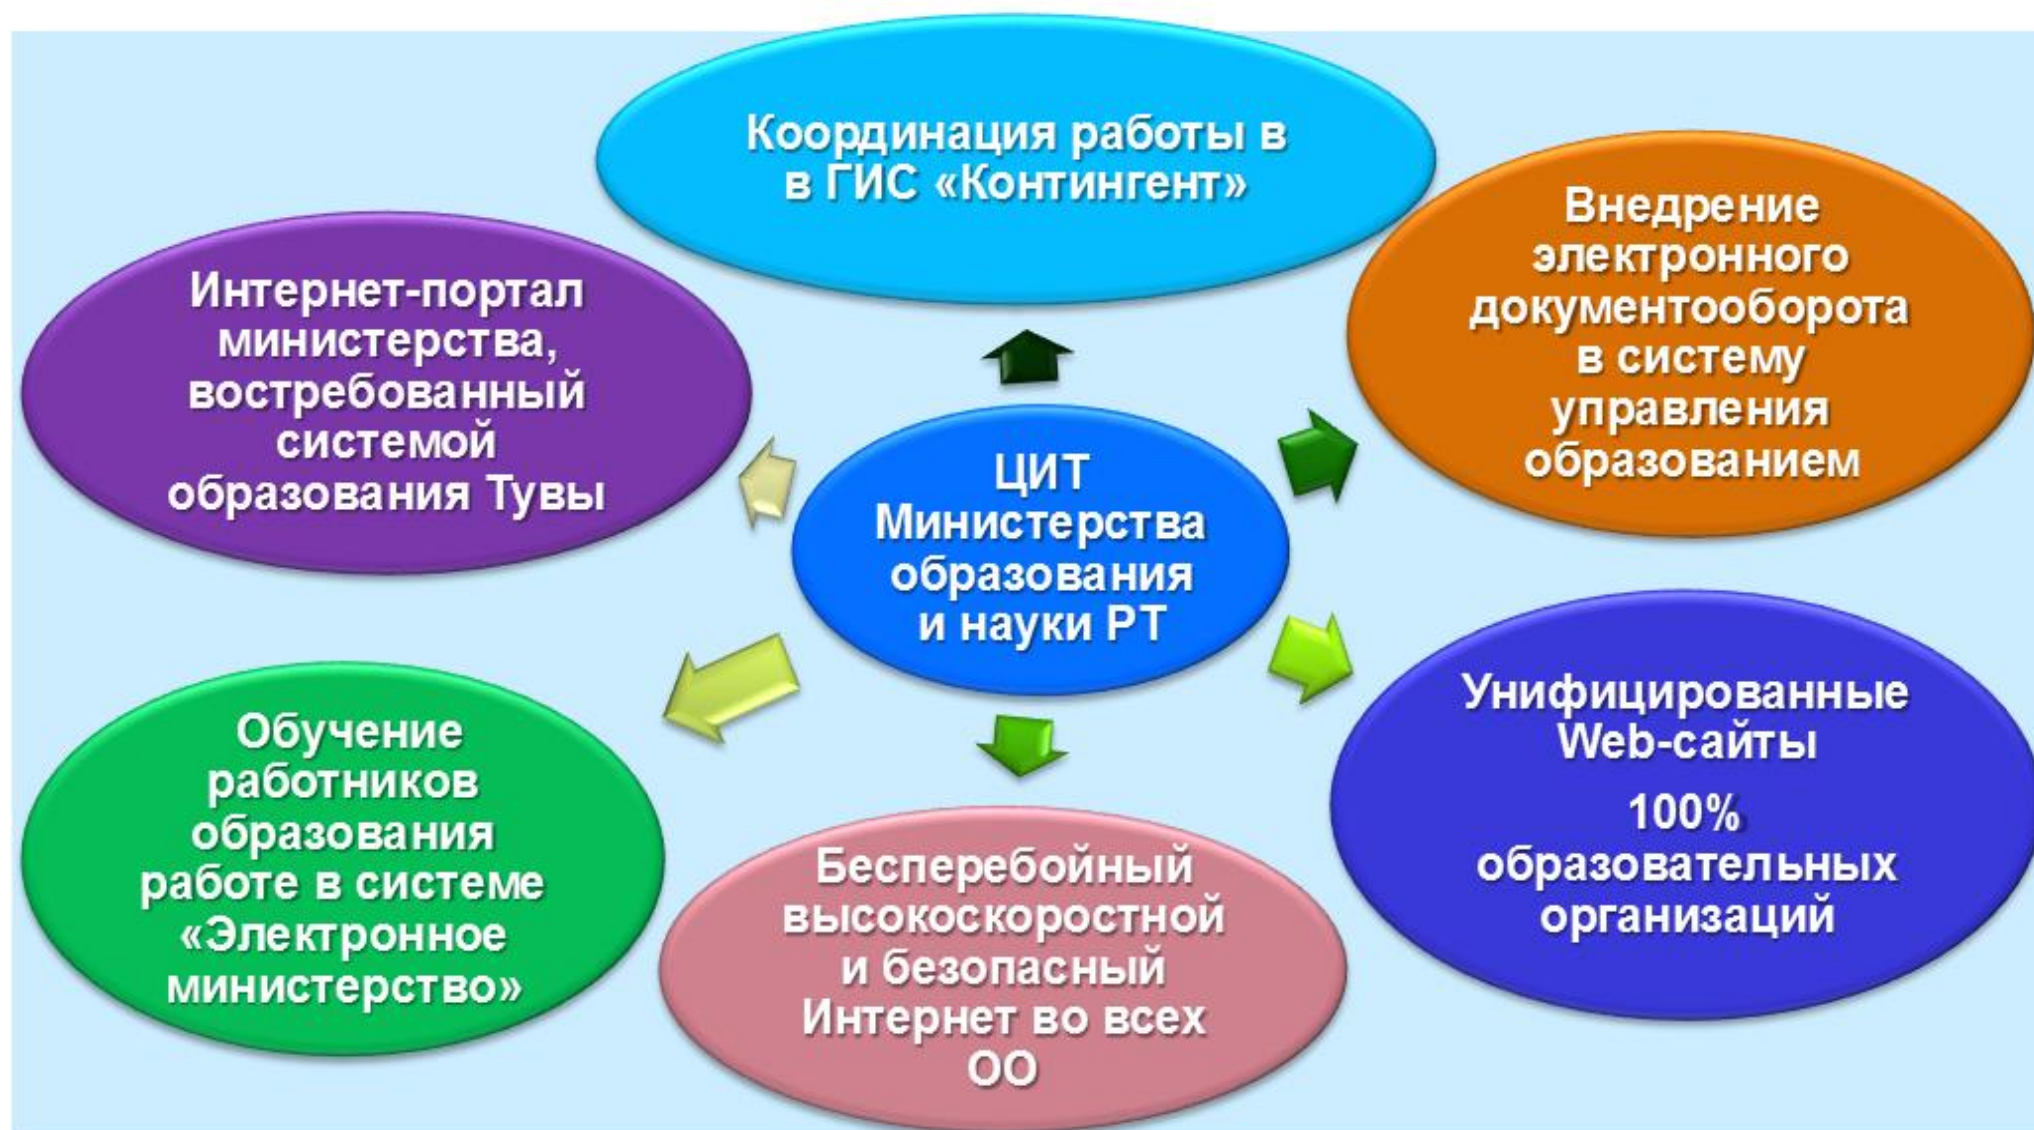 Координация работы в
в ГИС «Контингент»
Внедрение
электронного
документооборота
в систему
управления
образованием
Интернет-портал
министерства,
востребованный
системой
образования Тувы
ЦИТ
Министерства
образования
и науки РТ
Унифицированные
Web-сайты
100%
образовательных
организаций
Обучение
работников
образования
работе в системе
«Электронное
министерство»
Бесперебойный
высокоскоростной
и безопасный
Интернет во всех
ОО